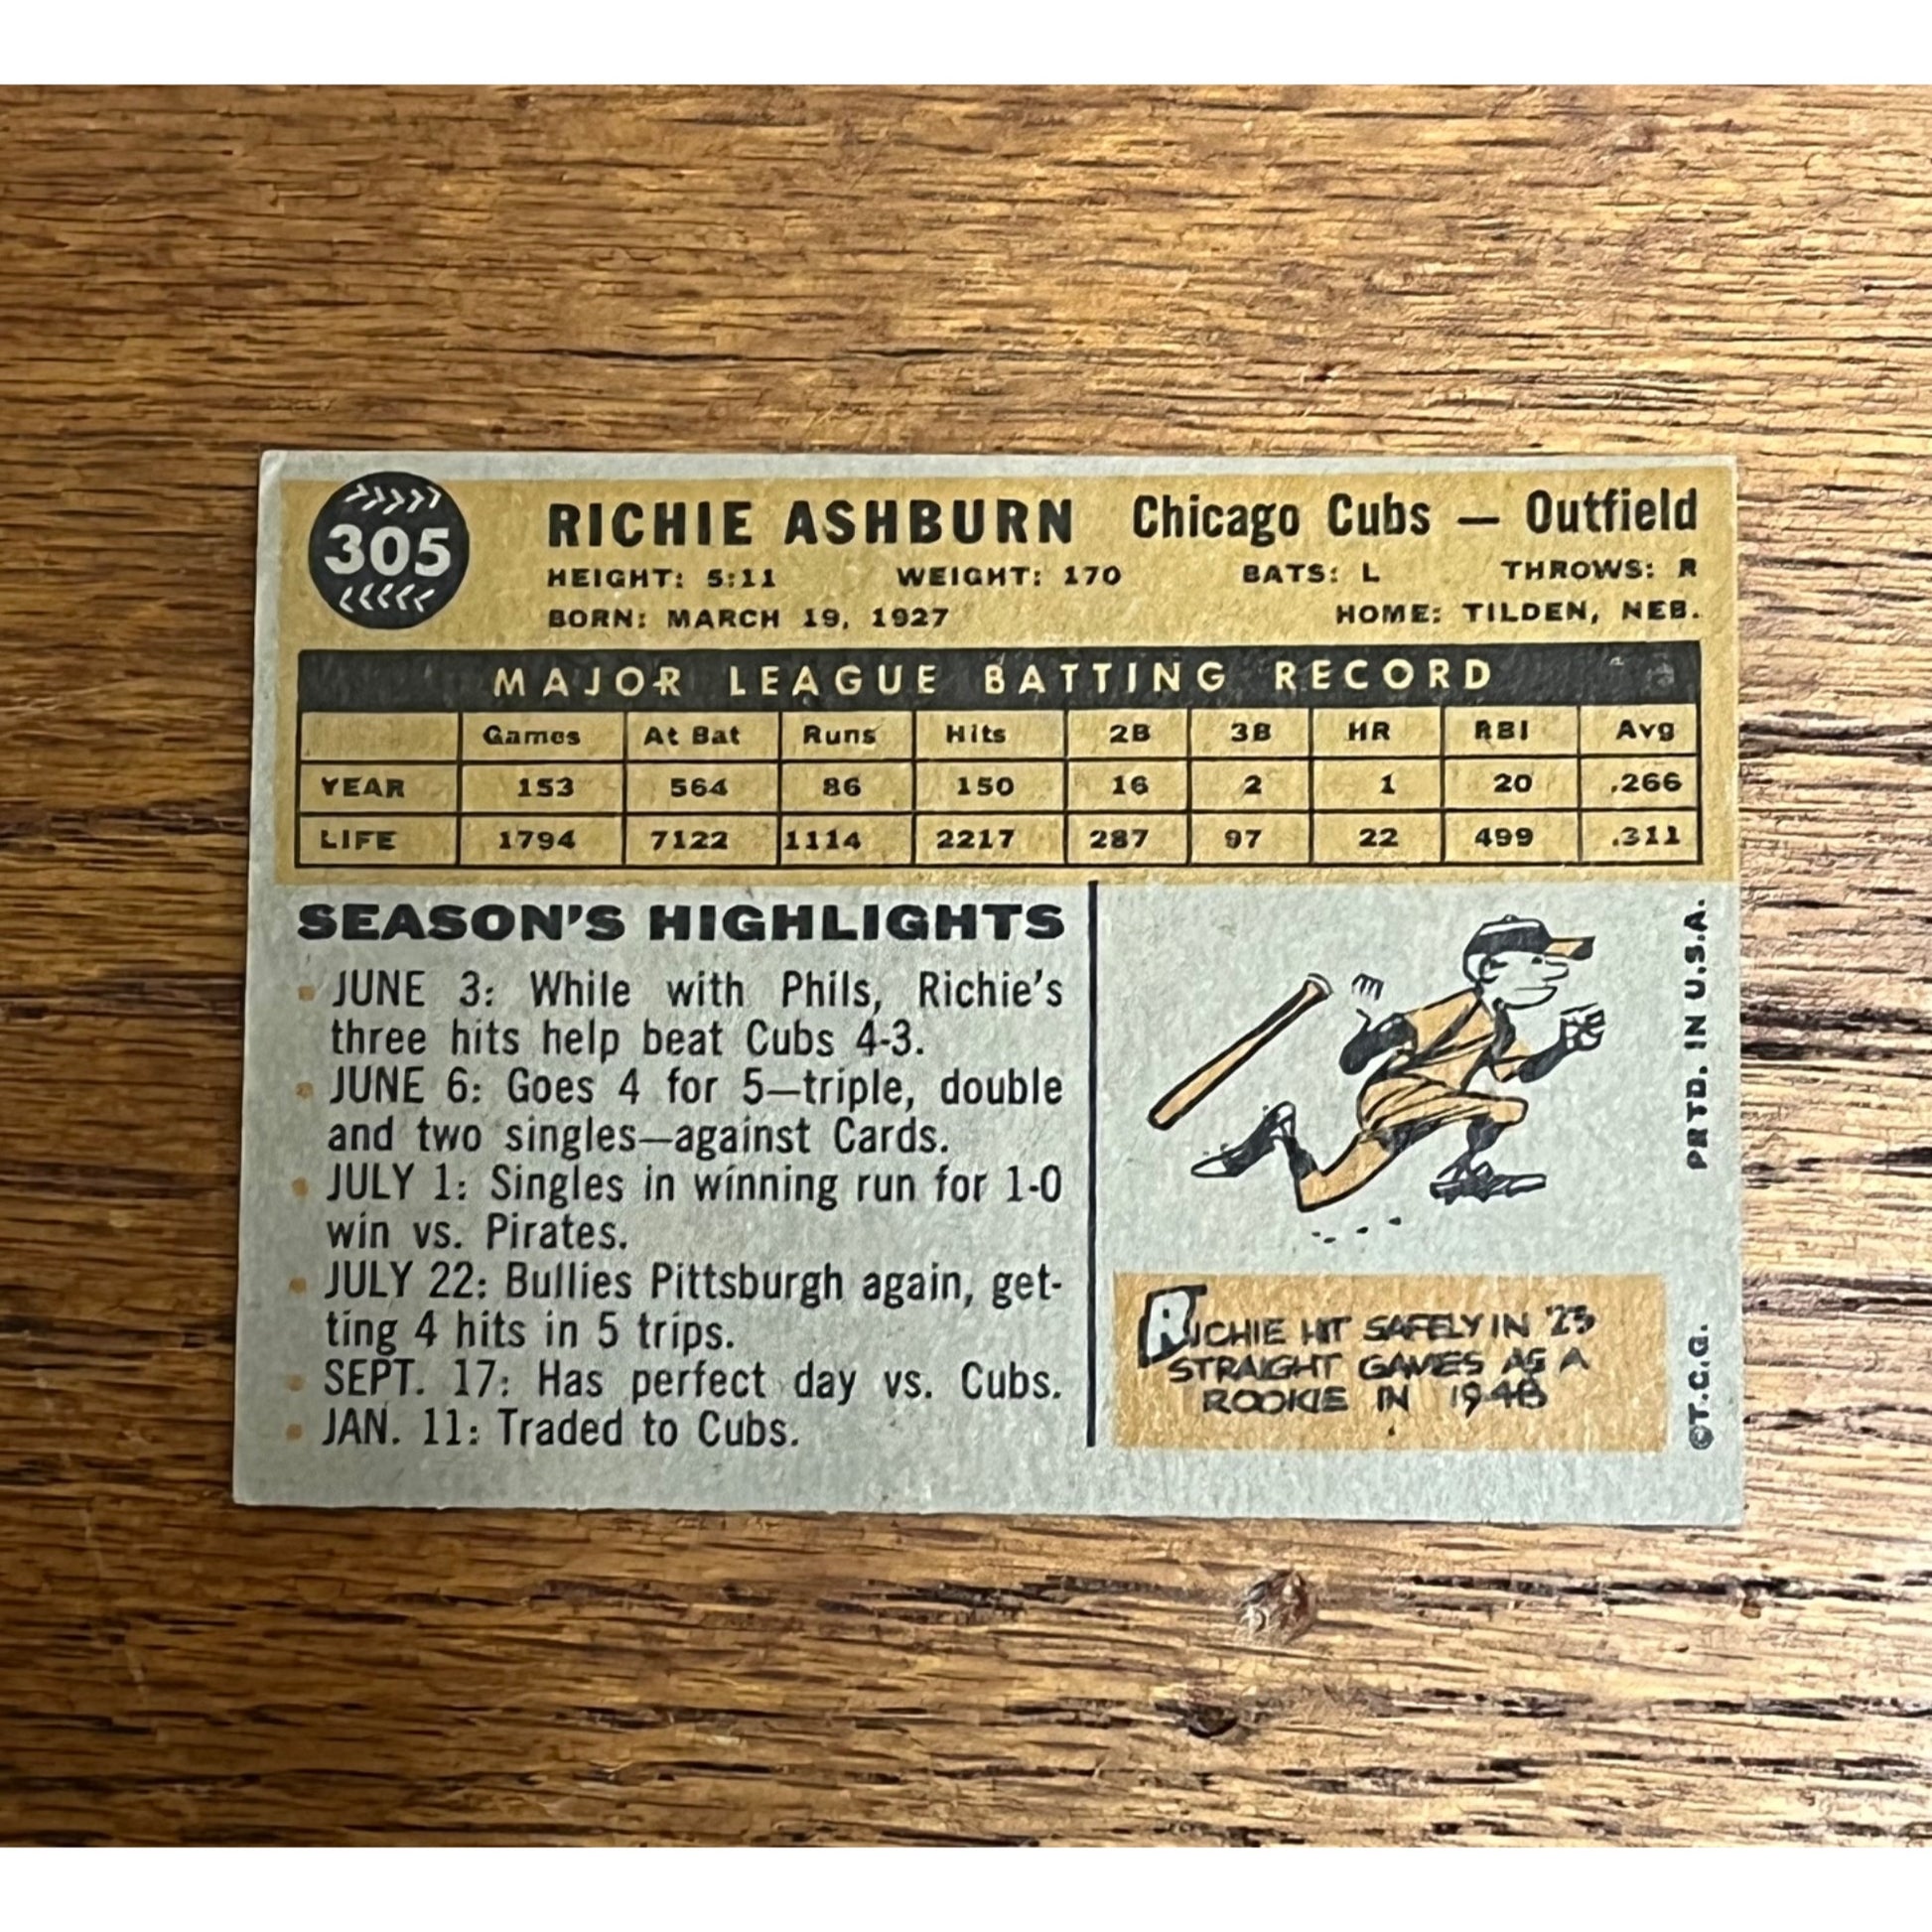 305
RICHIE ASHBURN Chicago Cubs — Outfield
HEIGHT: 5:11 WEIGHT: 170 BATS: L THROWS: R
BORN: MARCH 19, 1927 HOME: TILDEN, NEB.
MAJOR LEAGUE BATTING RECORD
Games At Bat Runs Hits 2B 3B HR RBI Avg
YEAR 153 564 86 150 16 2 1 20 .266
LIFE 1794 7122 1114 2217 287 97 22 499 .311
SEASON'S HIGHLIGHTS
JUNE 3: While with Phils, Richie's
three hits help beat Cubs 4-3.
JUNE 6: Goes 4 for 5—triple, double
and two singles—against Cards.
JULY 1: Singles in winning run for 1-0
win vs. Pirates.
JULY 22: Bullies Pittsburgh again, get-
ting 4 hits in 5 trips.
SEPT. 17: Has perfect day vs. Cubs.
JAN. 11: Traded to Cubs.
RICHIE HIT SAFELY IN 23
STRAIGHT GAMES AS A
ROOKIE IN 1948
PRTD. IN U.S.A.
©T.C.G.